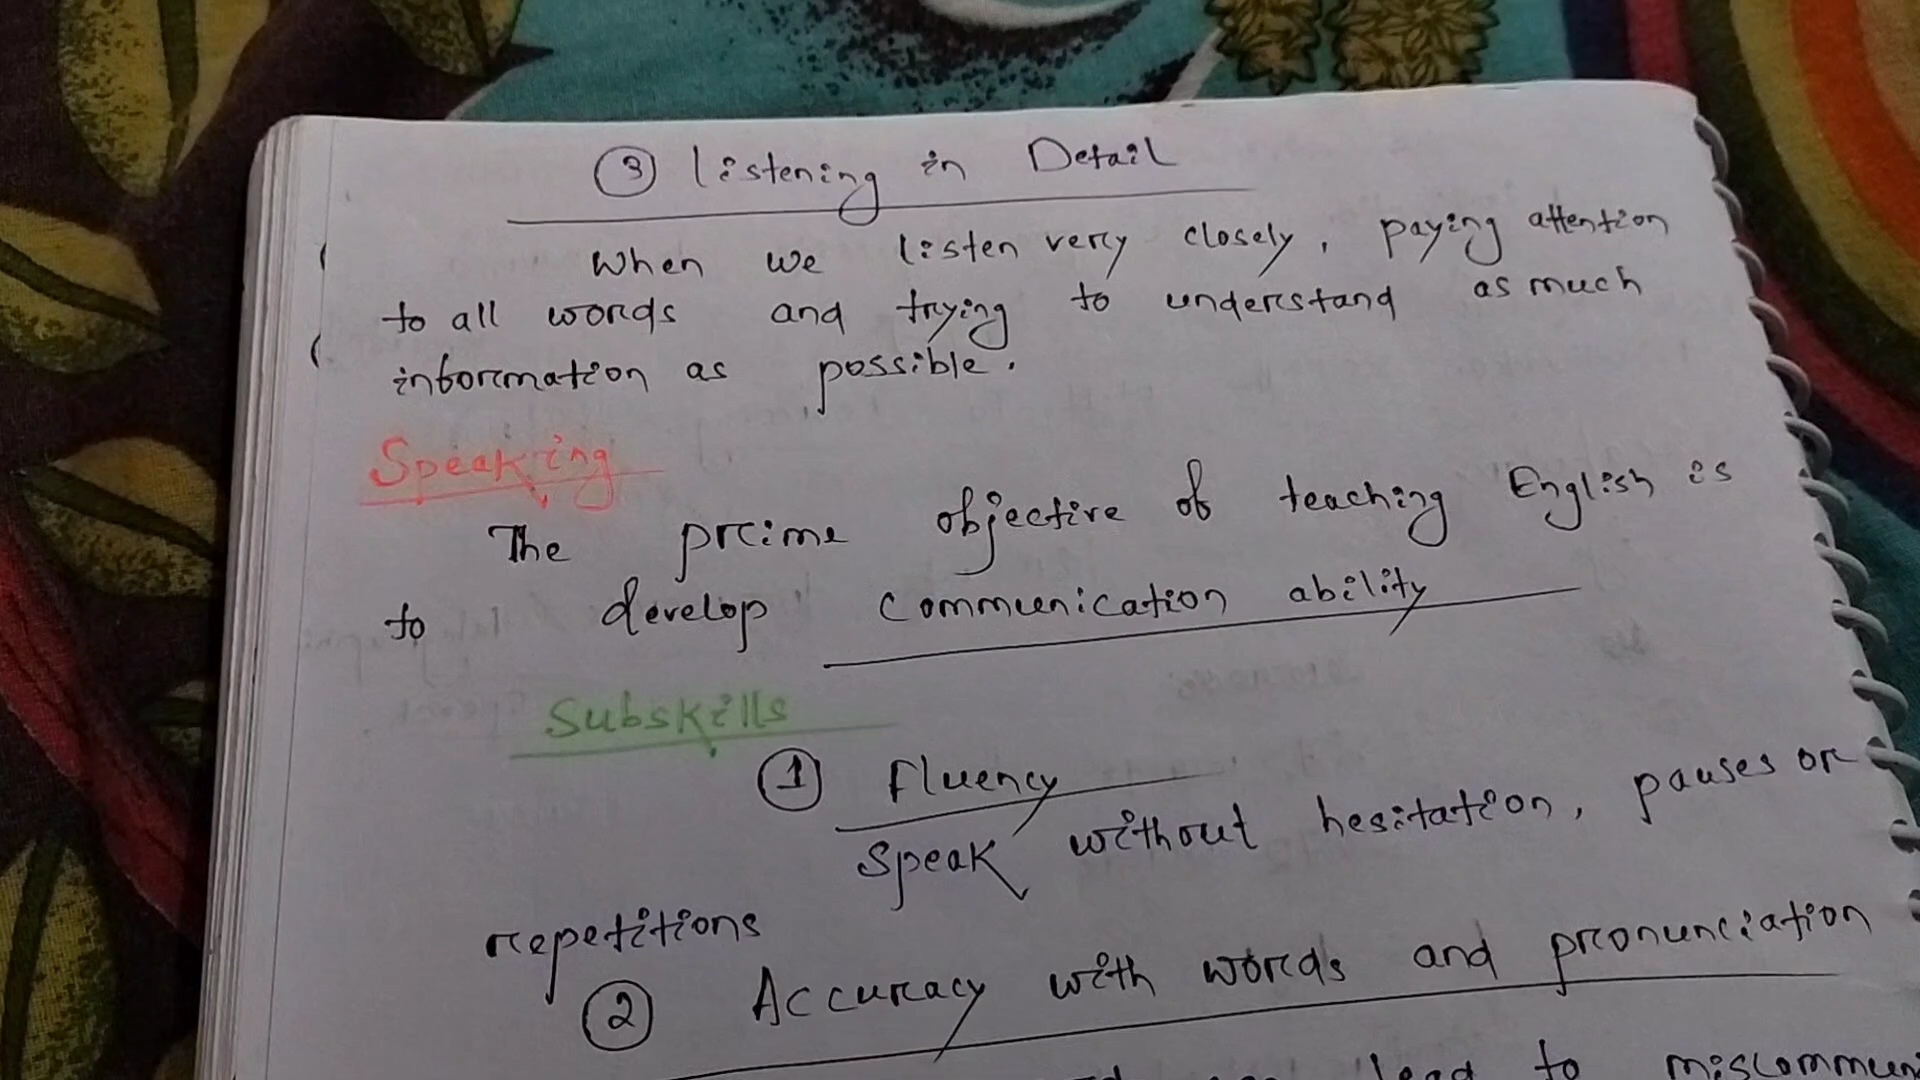 ③ Listening in Detail
When we listen very closely, paying attention
to all words and trying to understand as much
information as possible.
Speaking
The prime objective of teaching English is
to develop communication ability
Subskills
① Fluency
Speak without hesitation, pauses or
repetitions
② Accuracy with words and pronunciation
lead to